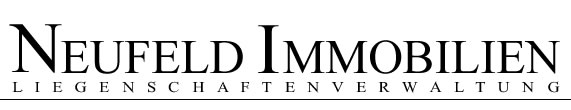 NEUFELD IMMOBILIEN
LIEGENSCHAFTENVERWALTUNG